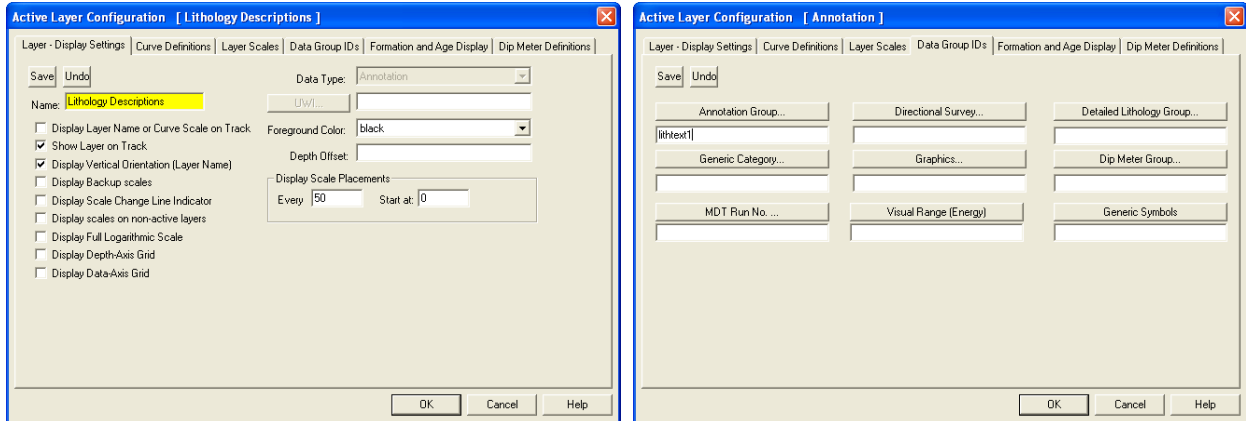 Active Layer Configuration [ Lithology Descriptions ]
Layer - Display Settings Curve Definitions Layer Scales Data Group IDs Formation and Age Display Dip Meter Definitions
Save Undo
Name: Lithology Descriptions
Display Layer Name or Curve Scale on Track
Show Layer on Track
Display Vertical Orientation (Layer Name)
Display Backup scales
Display Scale Change Line Indicator
Display scales on non-active layers
Display Full Logarithmic Scale
Display Depth-Axis Grid
Display Data-Axis Grid
Data Type: Annotation
UWI...
Foreground Color: black
Depth Offset:
Display Scale Placements
Every 50 Start at: 0
OK Cancel Help
Active Layer Configuration [ Annotation ]
Layer - Display Settings Curve Definitions Layer Scales Data Group IDs Formation and Age Display Dip Meter Definitions
Save Undo
Annotation Group... Directional Survey... Detailed Lithology Group...
lithtext1
Generic Category... Graphics... Dip Meter Group...
MDT Run No. ... Visual Range (Energy) Generic Symbols
OK Cancel Help